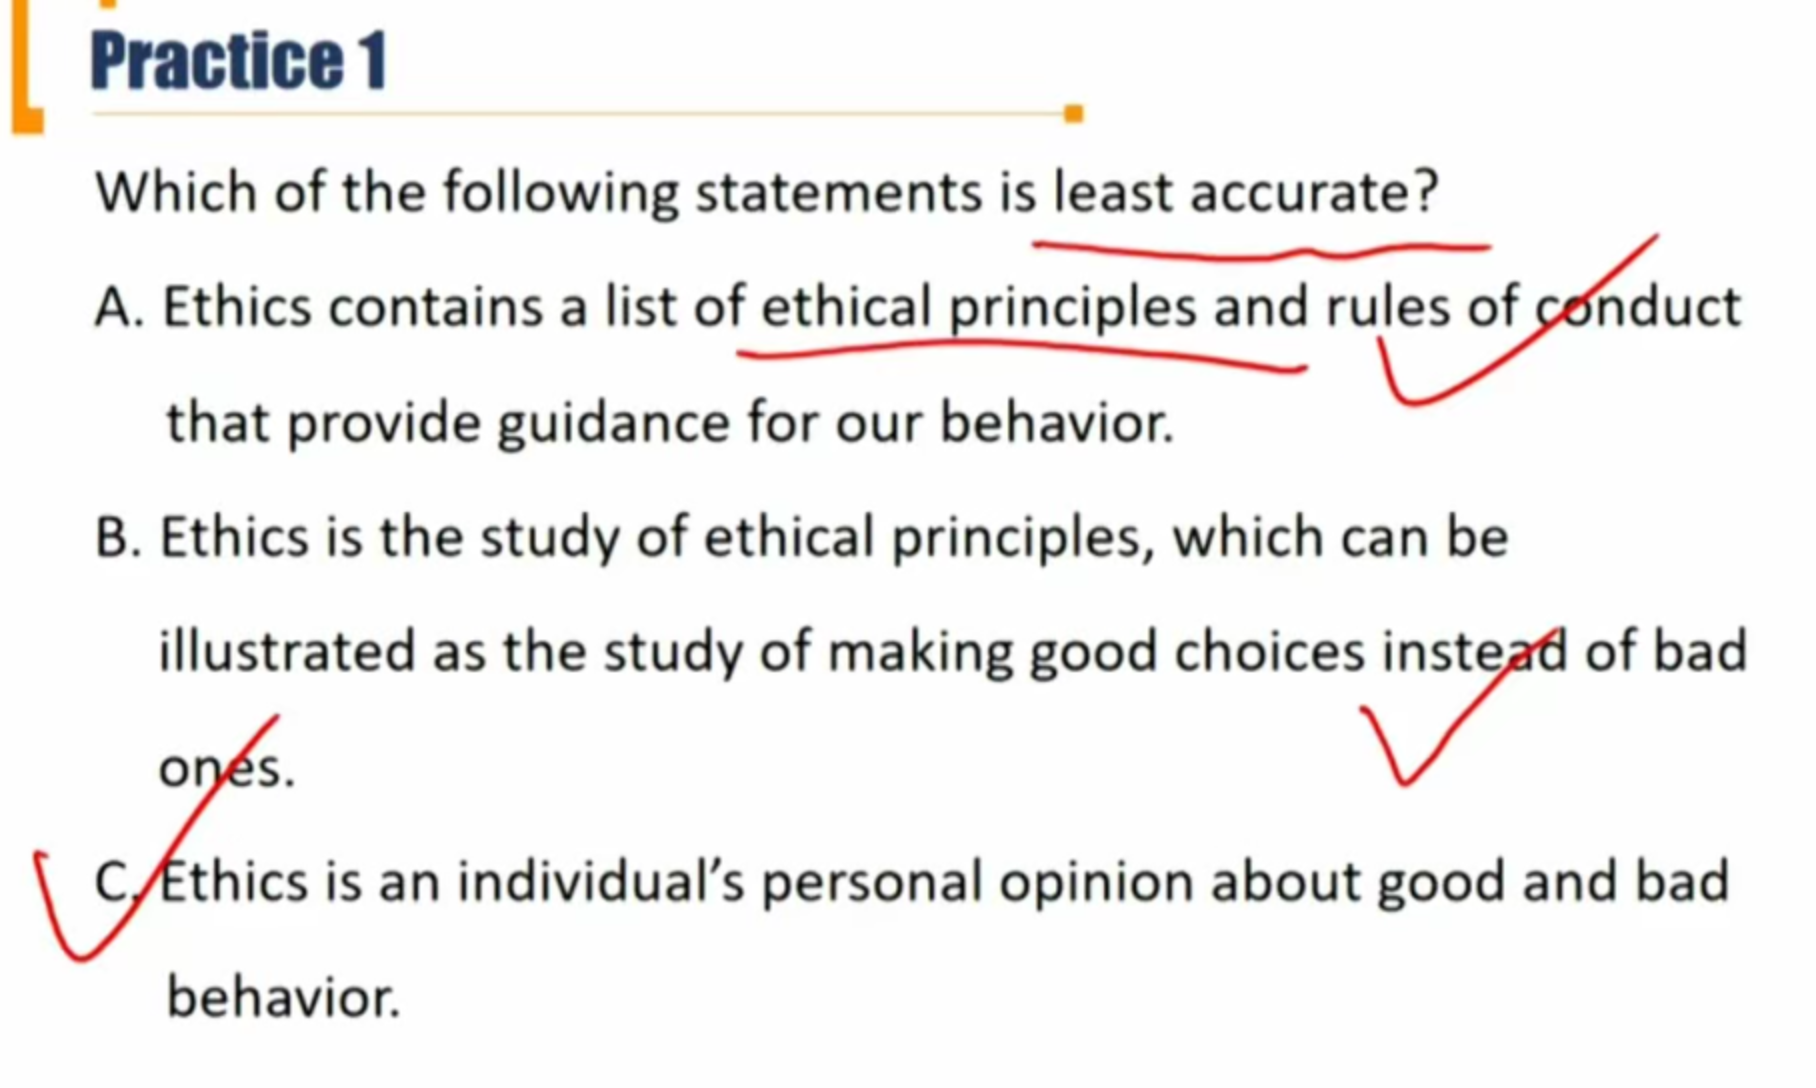 Practice 1
Which of the following statements is least accurate?
A. Ethics contains a list of ethical principles and rules of conduct
that provide guidance for our behavior.
B. Ethics is the study of ethical principles, which can be
illustrated as the study of making good choices instead of bad
ones.
C. Ethics is an individual's personal opinion about good and bad
behavior.